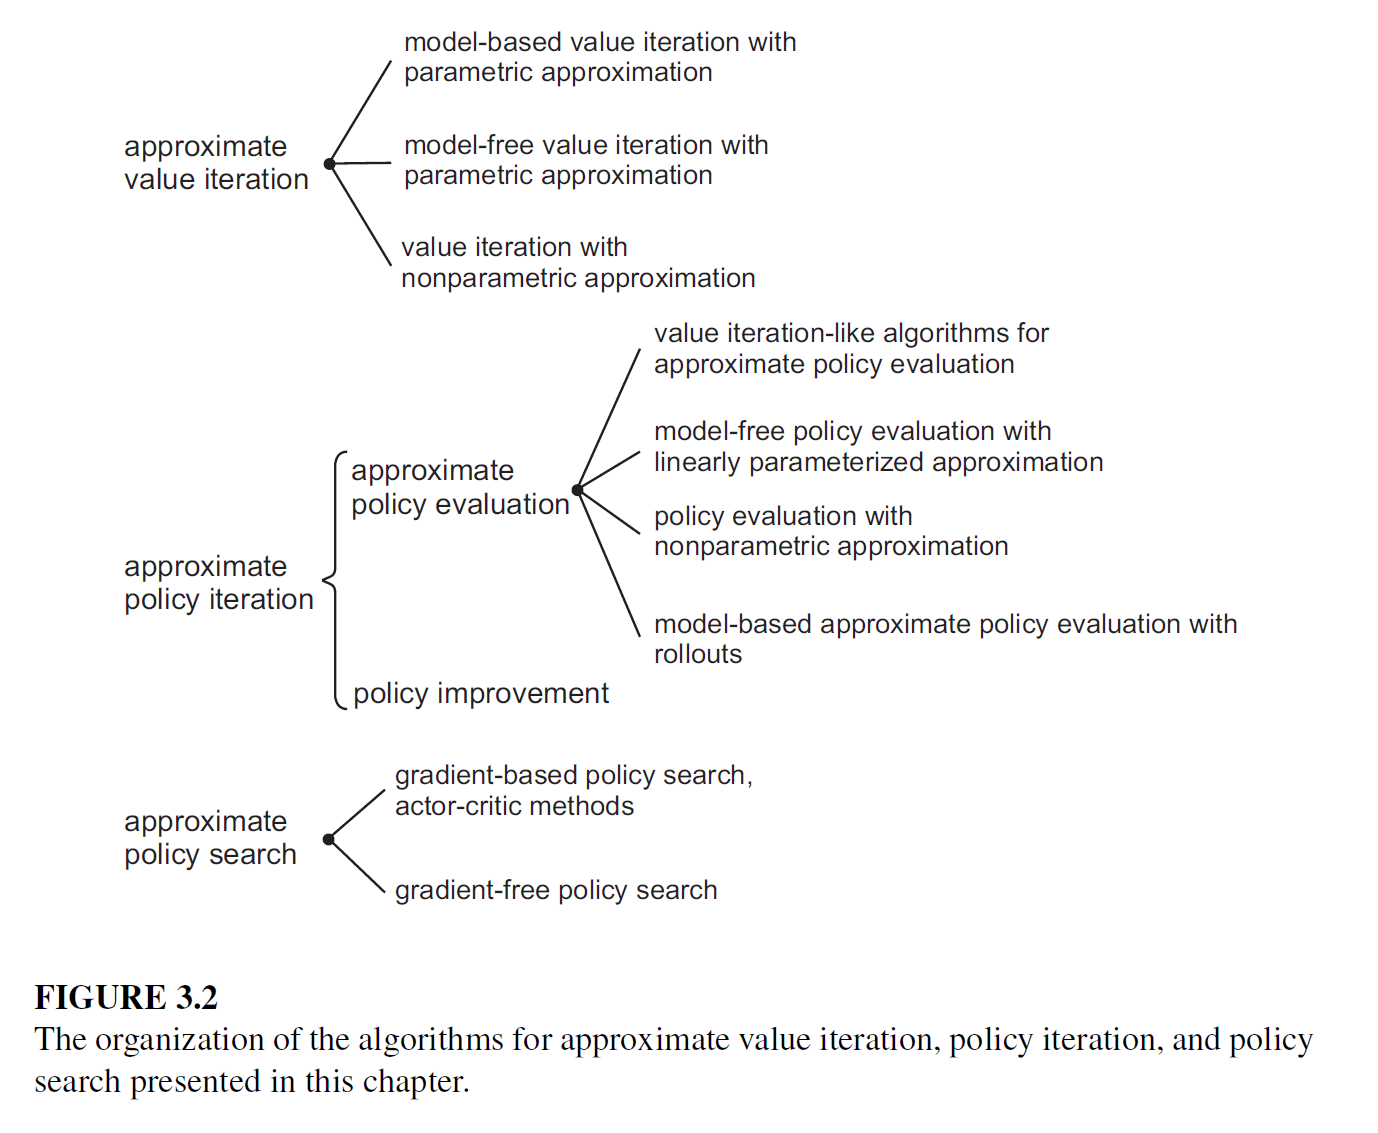 model-based value iteration with
parametric approximation
approximate
value iteration
model-free value iteration with
parametric approximation
value iteration with
nonparametric approximation
value iteration-like algorithms for
approximate policy evaluation
approximate
policy evaluation
model-free policy evaluation with
linearly parameterized approximation
policy evaluation with
nonparametric approximation
approximate
policy iteration
model-based approximate policy evaluation with
rollouts
policy improvement
gradient-based policy search,
actor-critic methods
approximate
policy search
gradient-free policy search
FIGURE 3.2
The organization of the algorithms for approximate value iteration, policy iteration, and policy
search presented in this chapter.